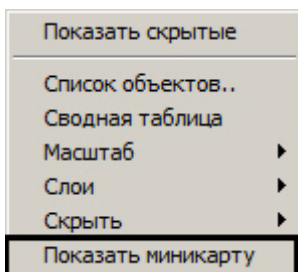 Показать скрытые
Список объектов..
Сводная таблица
Масштаб
Слои
Скрыть
Показать миникарту